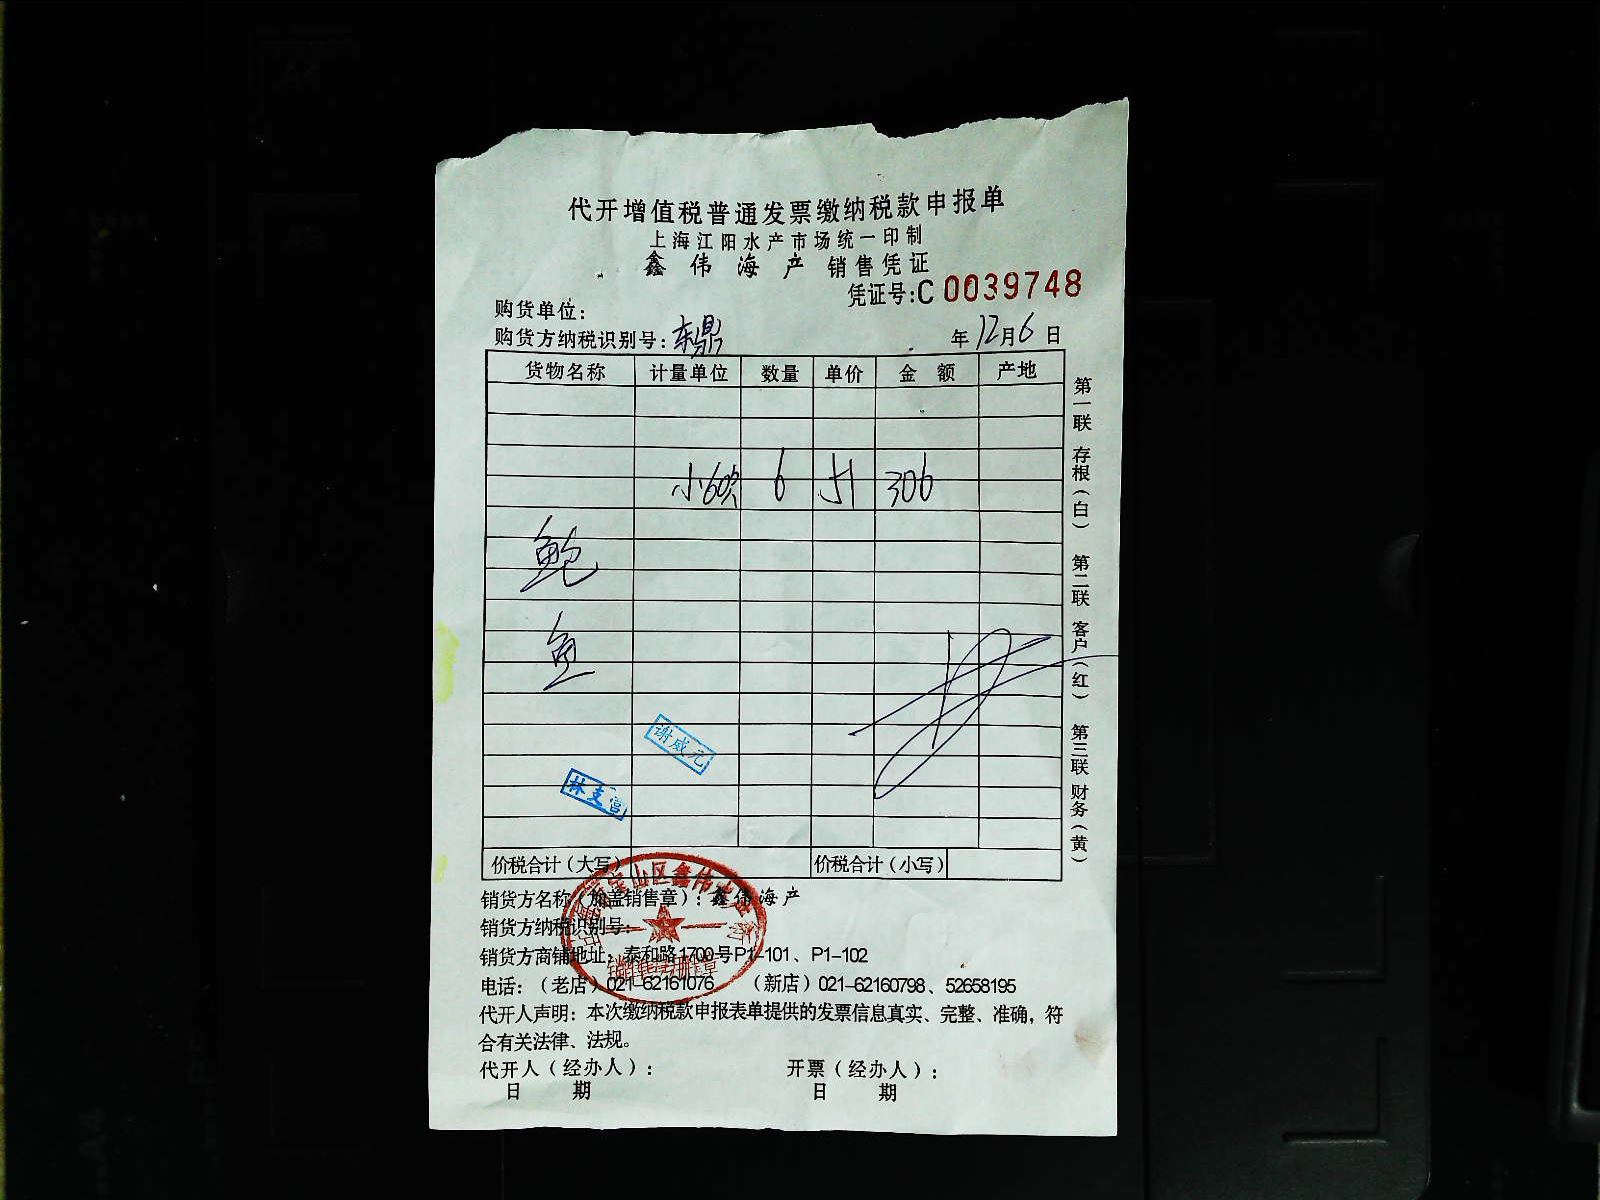 代开增值税普通发票缴纳税款申报单
上海江阳水产市场统一印制
鑫伟海产 销售凭证
凭证号:C 0039748
购货单位:
购货方纳税识别号: 东鼎 年12月6日
货物名称 计量单位 数量 单价 金额 产地
小 6 51 306
鲍
鱼
谢威元
林支
价税合计(大写) 价税合计(小写)
销货方名称(加盖销售章): 鑫伟海产
销货方纳税识别号:
销货方商铺地址: 泰和路1700号P1-101、P1-102
电话: (老店) 021-62161076 (新店) 021-62160798、52658195
代开人声明: 本次缴纳税款申报表单提供的发票信息真实、完整、准确, 符
合有关法律、法规。
代开人(经办人): 开票(经办人):
日 期 日 期
第一联 存根(白) 第二联 客户(红) 第三联 财务(黄)
宝山区鑫伟水产